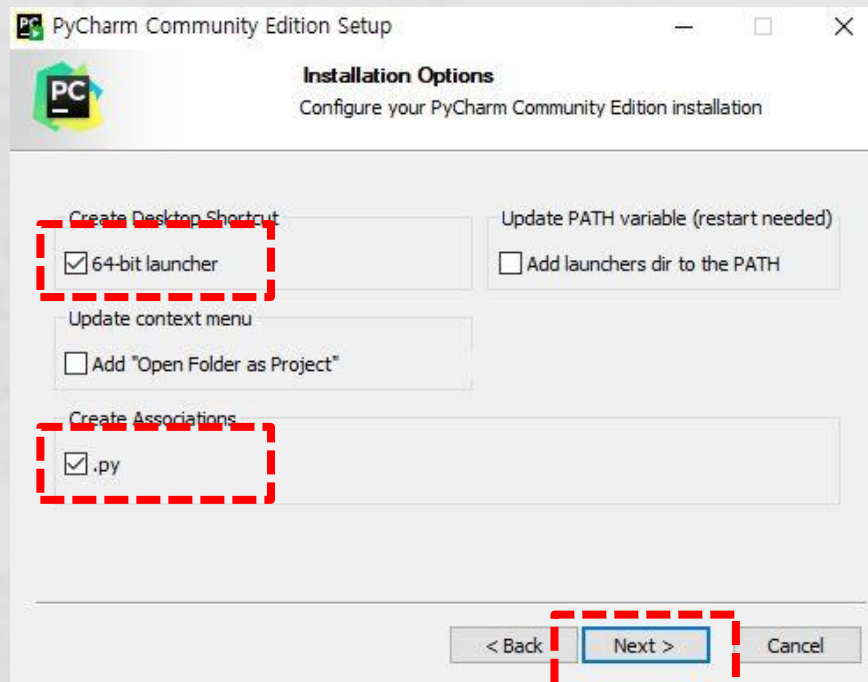 PyCharm Community Edition Setup
PC
Installation Options
Configure your PyCharm Community Edition installation
Create Desktop Shortcut
64-bit launcher
Update PATH variable (restart needed)
Add launchers dir to the PATH
Update context menu
Add "Open Folder as Project"
Create Associations
.py
< Back
Next >
Cancel